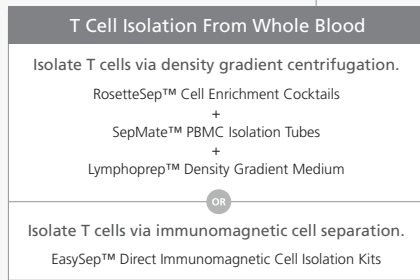 T Cell Isolation From Whole Blood
Isolate T cells via density gradient centrifugation.
RosetteSep™ Cell Enrichment Cocktails
+
SepMate™ PBMC Isolation Tubes
+
Lymphoprep™ Density Gradient Medium
OR
Isolate T cells via immunomagnetic cell separation.
EasySep™ Direct Immunomagnetic Cell Isolation Kits